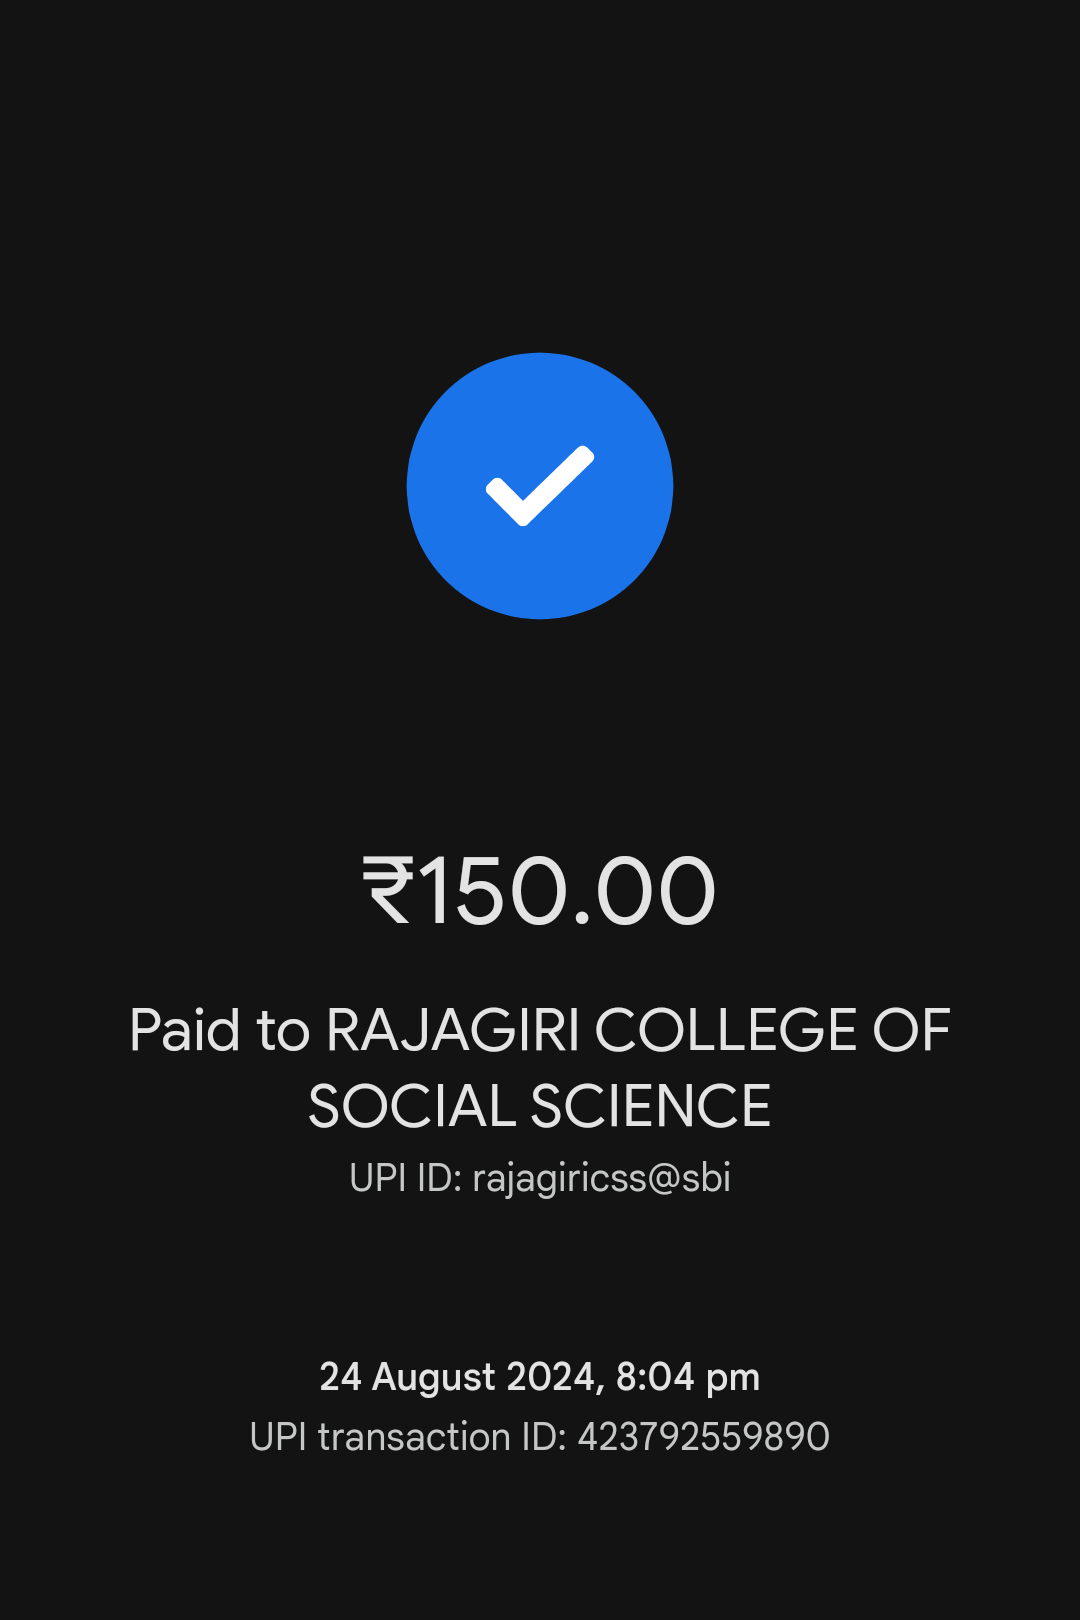 ₹150.00
Paid to RAJAGIRI COLLEGE OF
SOCIAL SCIENCE
UPI ID: rajagiricss@sbi
24 August 2024, 8:04 pm
UPI transaction ID: 423792559890